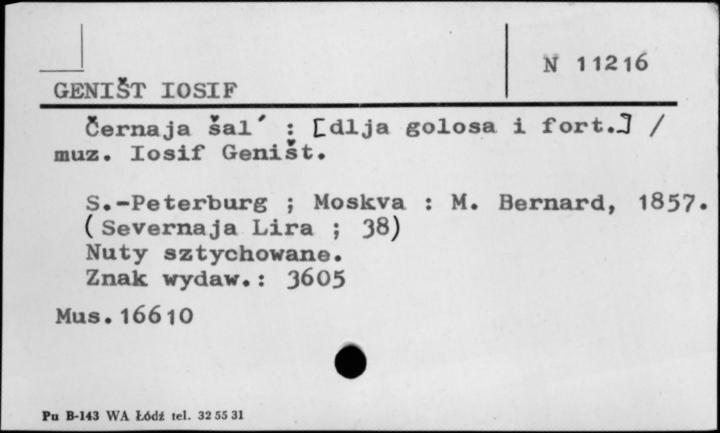 N 11216
GENIŠT IOSIF
Černaja šal´ : [dlja golosa i fort.] /
muz. Iosif Geništ.
S.-Peterburg ; Moskva : M. Bernard, 1857.
(Severnaja Lira ; 38)
Nuty sztychowane.
Znak wydaw.: 3605
Mus.16610
Pu B-143 WA Łódź tel. 32 55 31